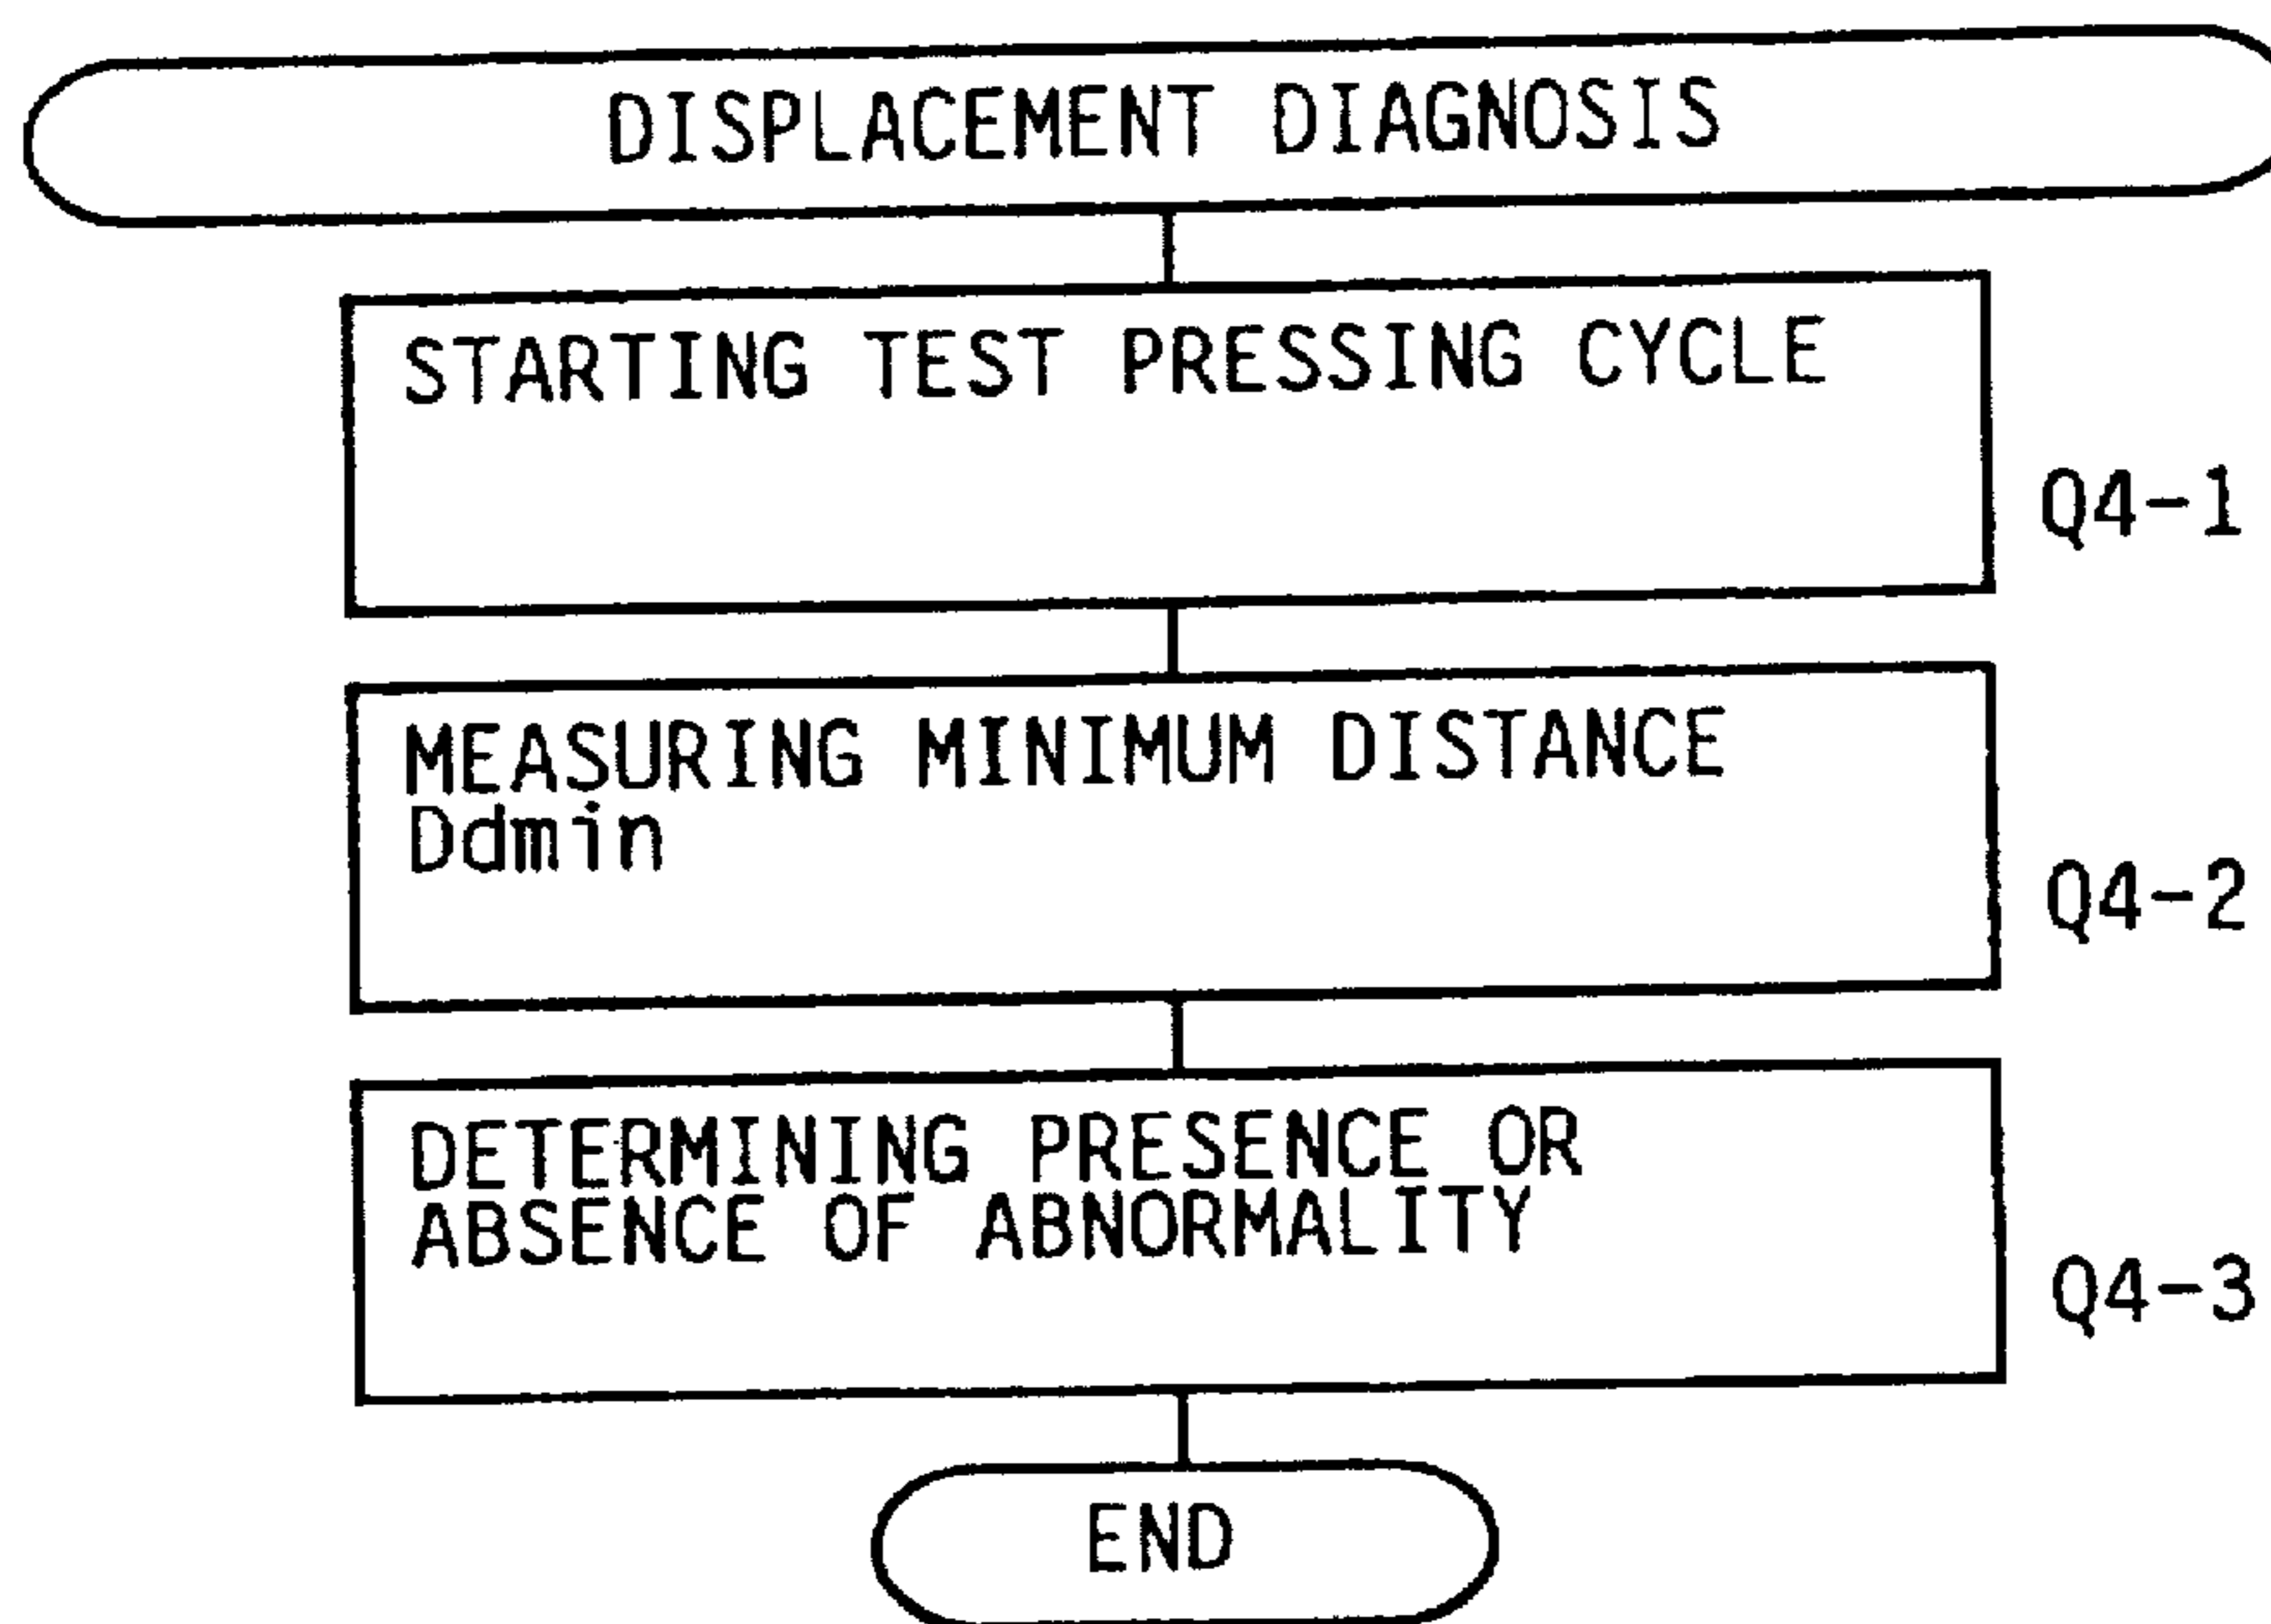 DISPLACEMENT DIAGNOSIS
STARTING TEST PRESSING CYCLE
Q4-1
MEASURING MINIMUM DISTANCE
Ddmin
Q4-2
DETERMINING PRESENCE OR
ABSENCE OF ABNORMALITY
Q4-3
END